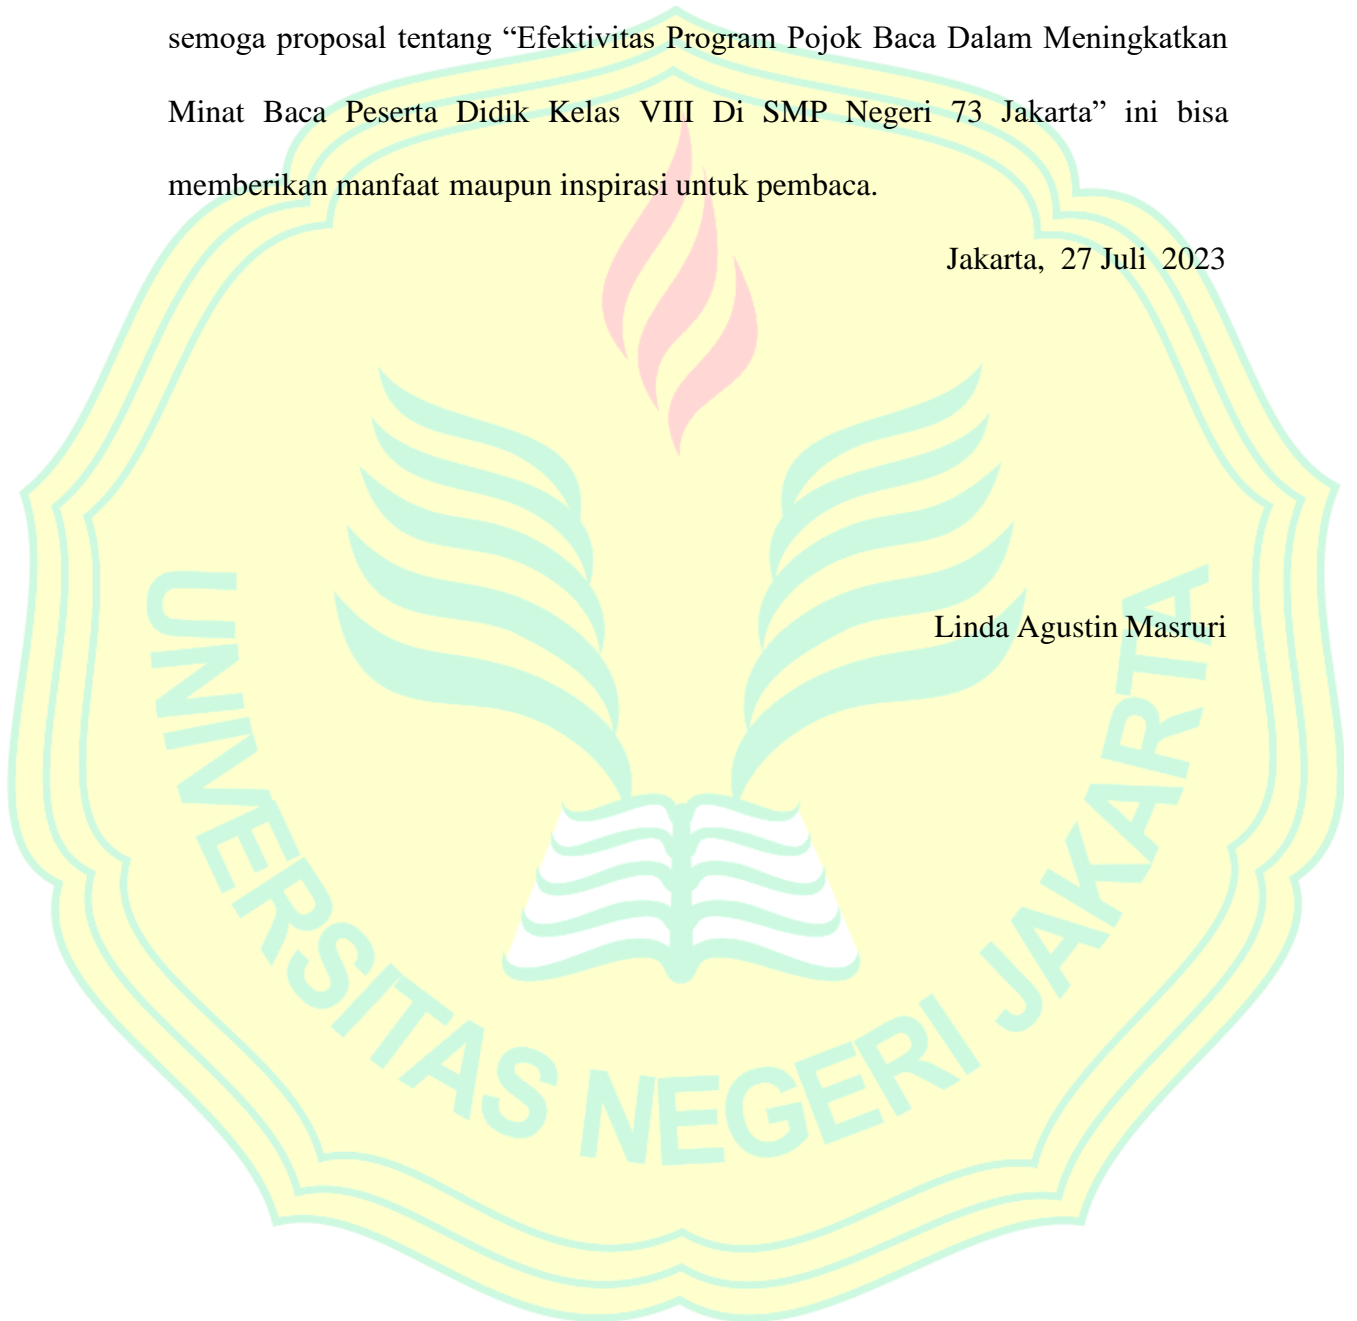 semoga proposal tentang “Efektivitas Program Pojok Baca Dalam Meningkatkan
Minat Baca Peserta Didik Kelas VIII Di SMP Negeri 73 Jakarta” ini bisa
memberikan manfaat maupun inspirasi untuk pembaca.
Jakarta, 27 Juli 2023
Linda Agustin Masruri
UNIVERSITAS NEGERI JAKARTA